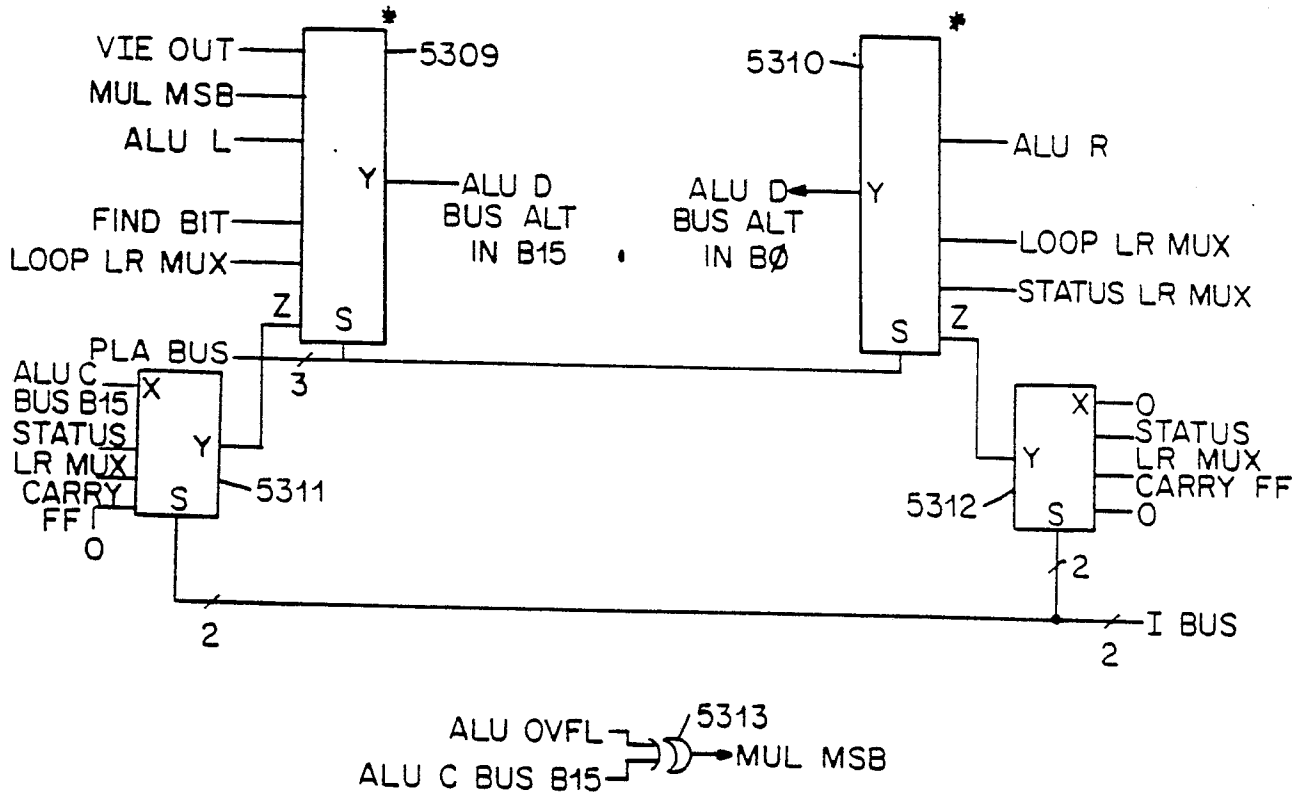 *
VIE OUT
5309
MUL MSB
ALU L
Y
ALU D
BUS ALT
IN B15
FIND BIT
LOOP LR MUX
Z
S
PLA BUS
3
*
5310
ALU R
ALU D
BUS ALT
IN BØ
Y
LOOP LR MUX
STATUS LR MUX
S
Z
ALU C
BUS B15
X
STATUS
LR MUX
Y
CARRY
FF
S
5311
0
X
0
STATUS
LR MUX
Y
CARRY FF
5312
S
0
2
2
2
I BUS
ALU OVFL
5313
MUL MSB
ALU C BUS B15